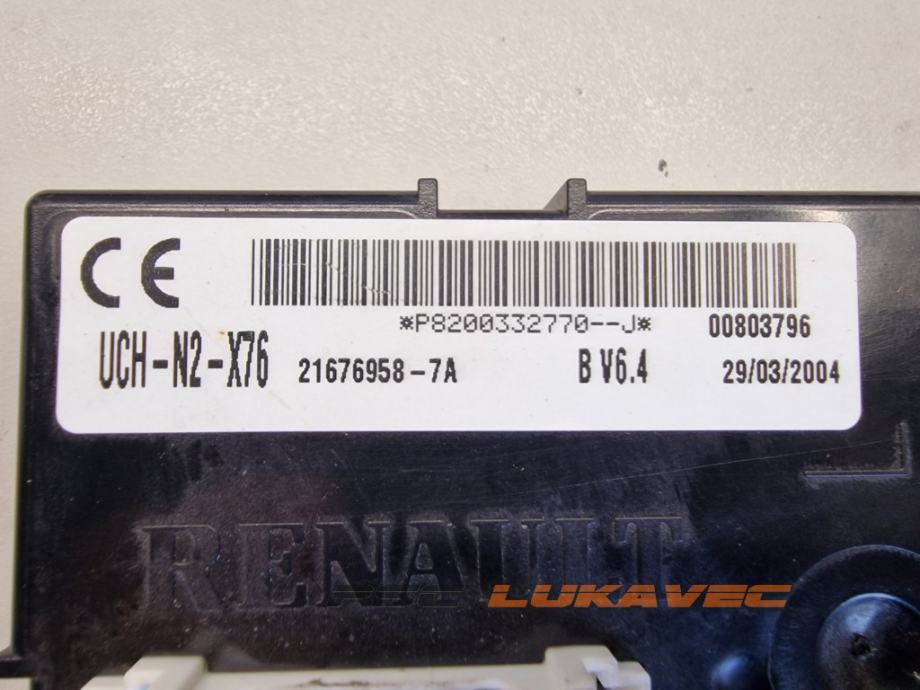 CE
*P8200332770--J*
00803796
UCH-N2-X76
21676958-7A
B V6.4
29/03/2004
RENAULT
LUKAVEC